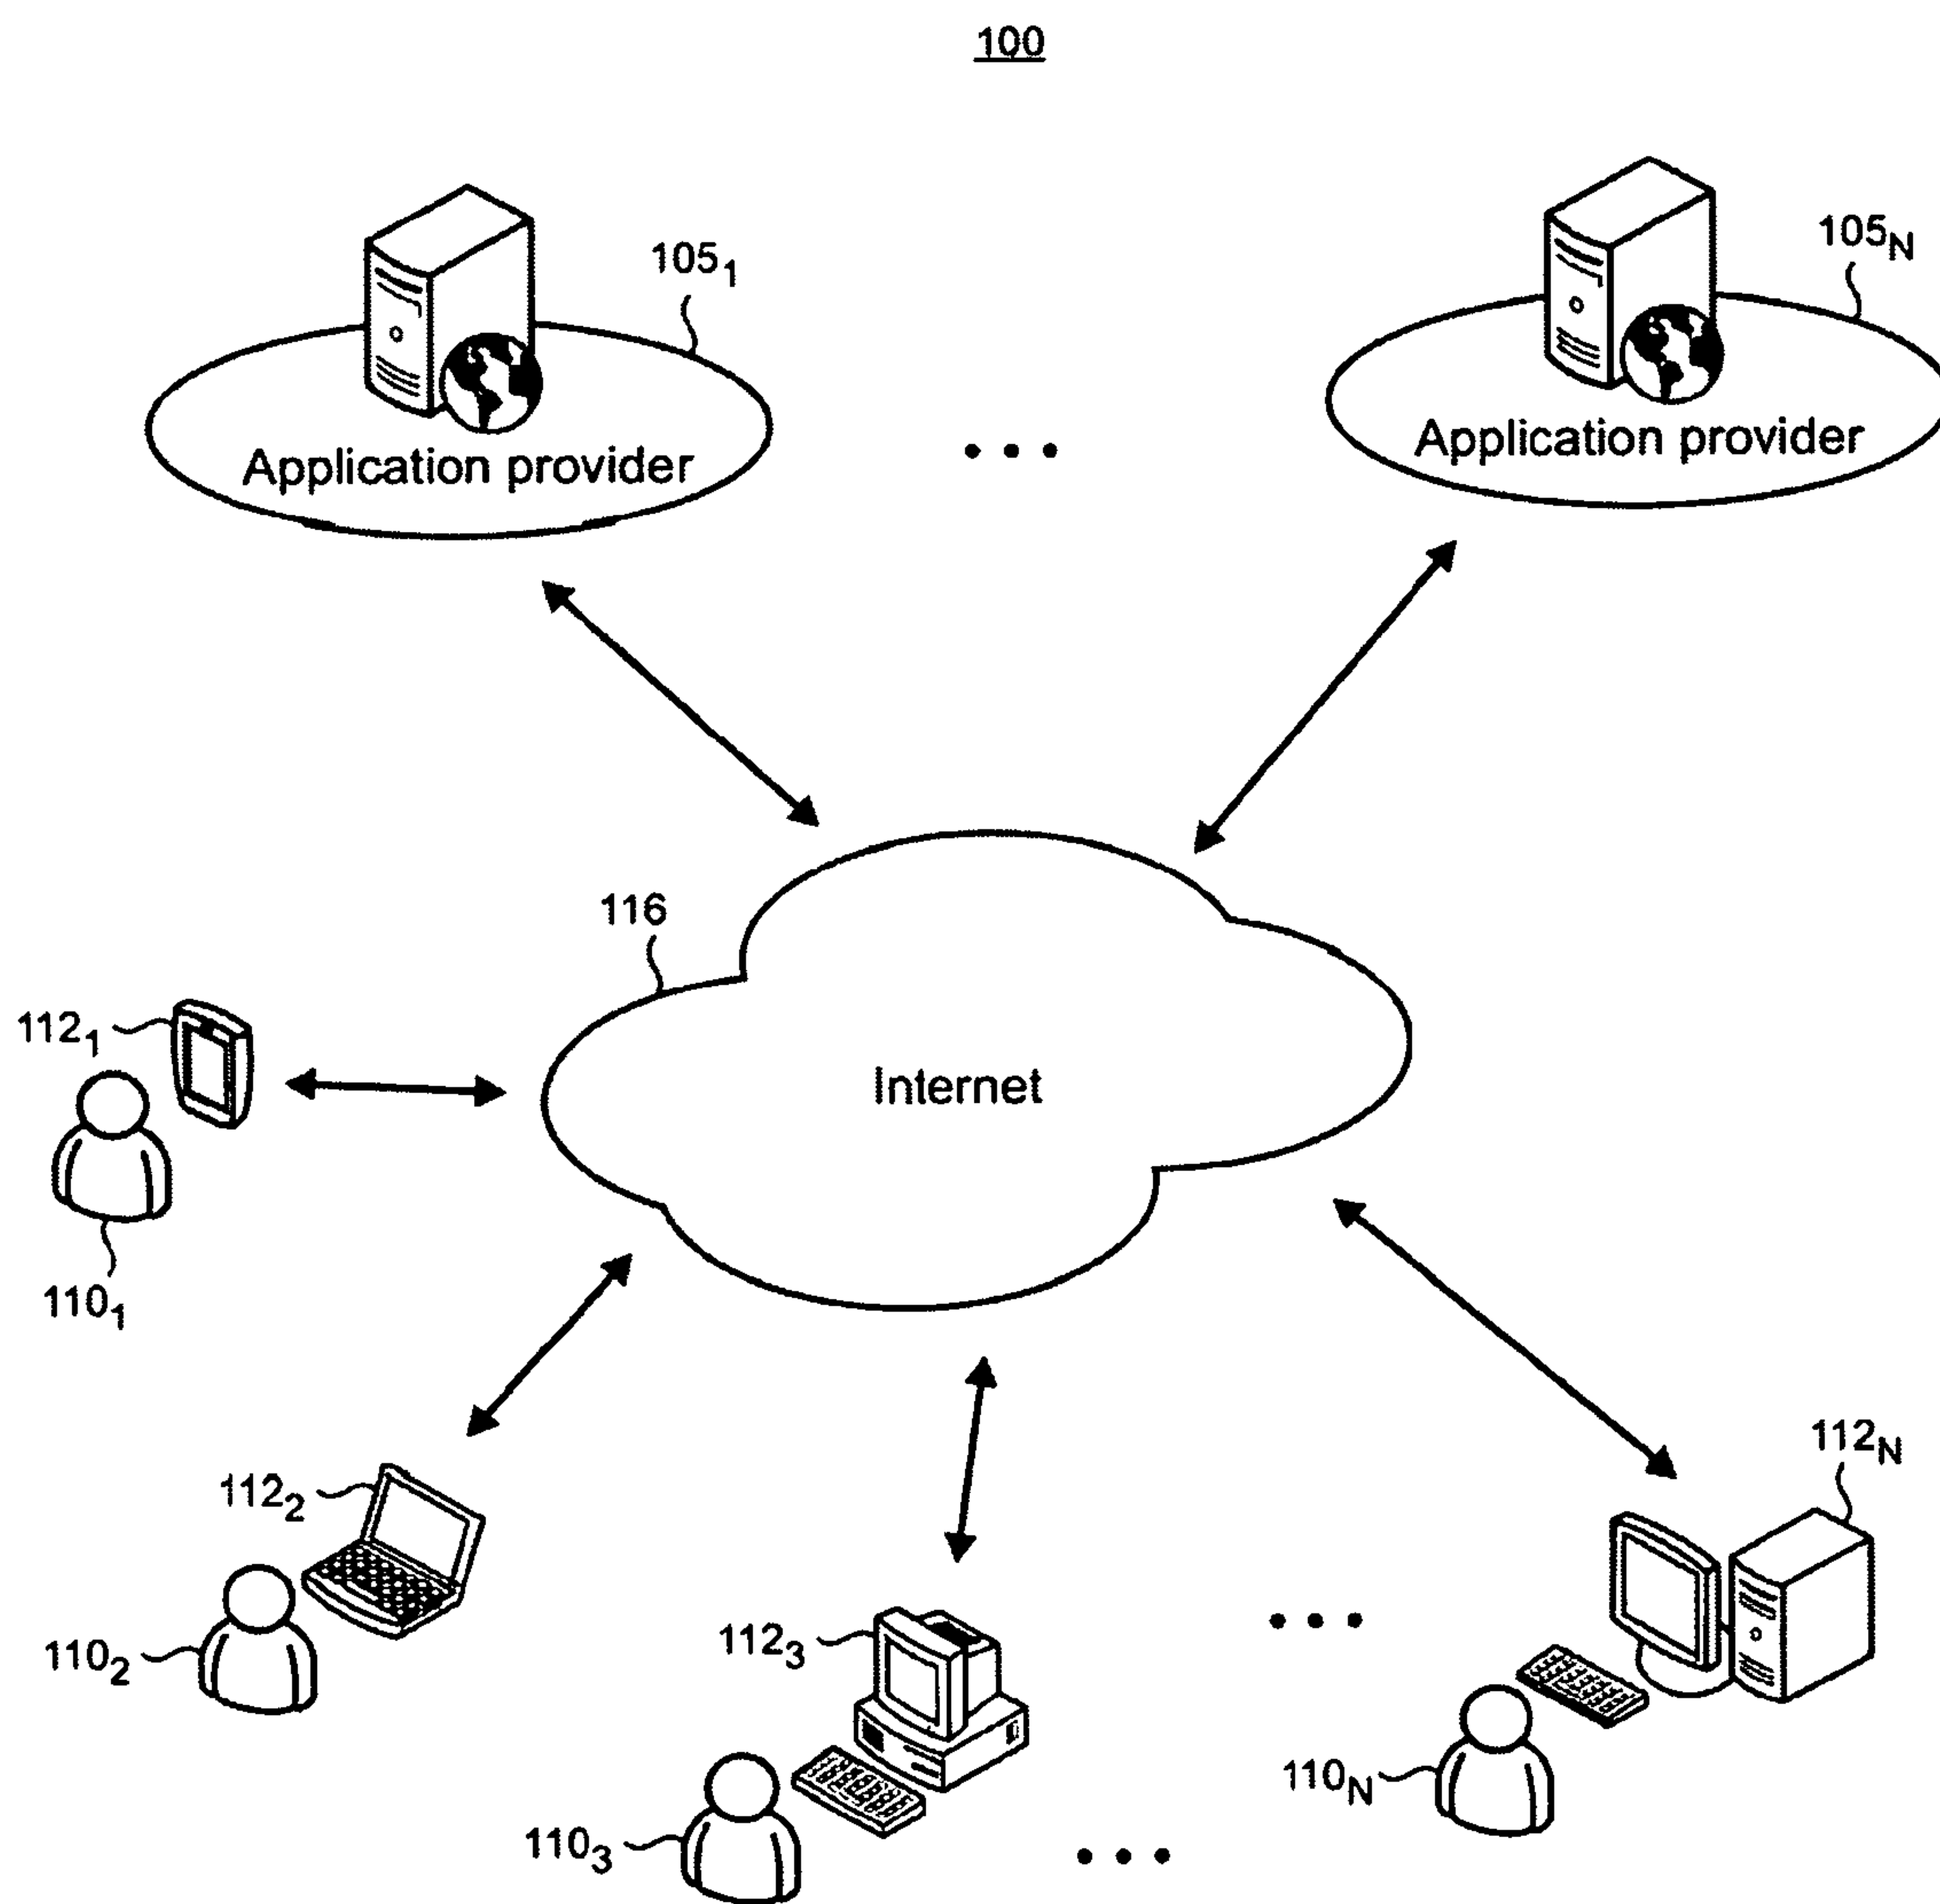 100
105₁
105N
Application provider
• • •
Application provider
116
112₁
Internet
110₁
112₂
112N
110₂
112₃
• • •
110N
110₃
• • •